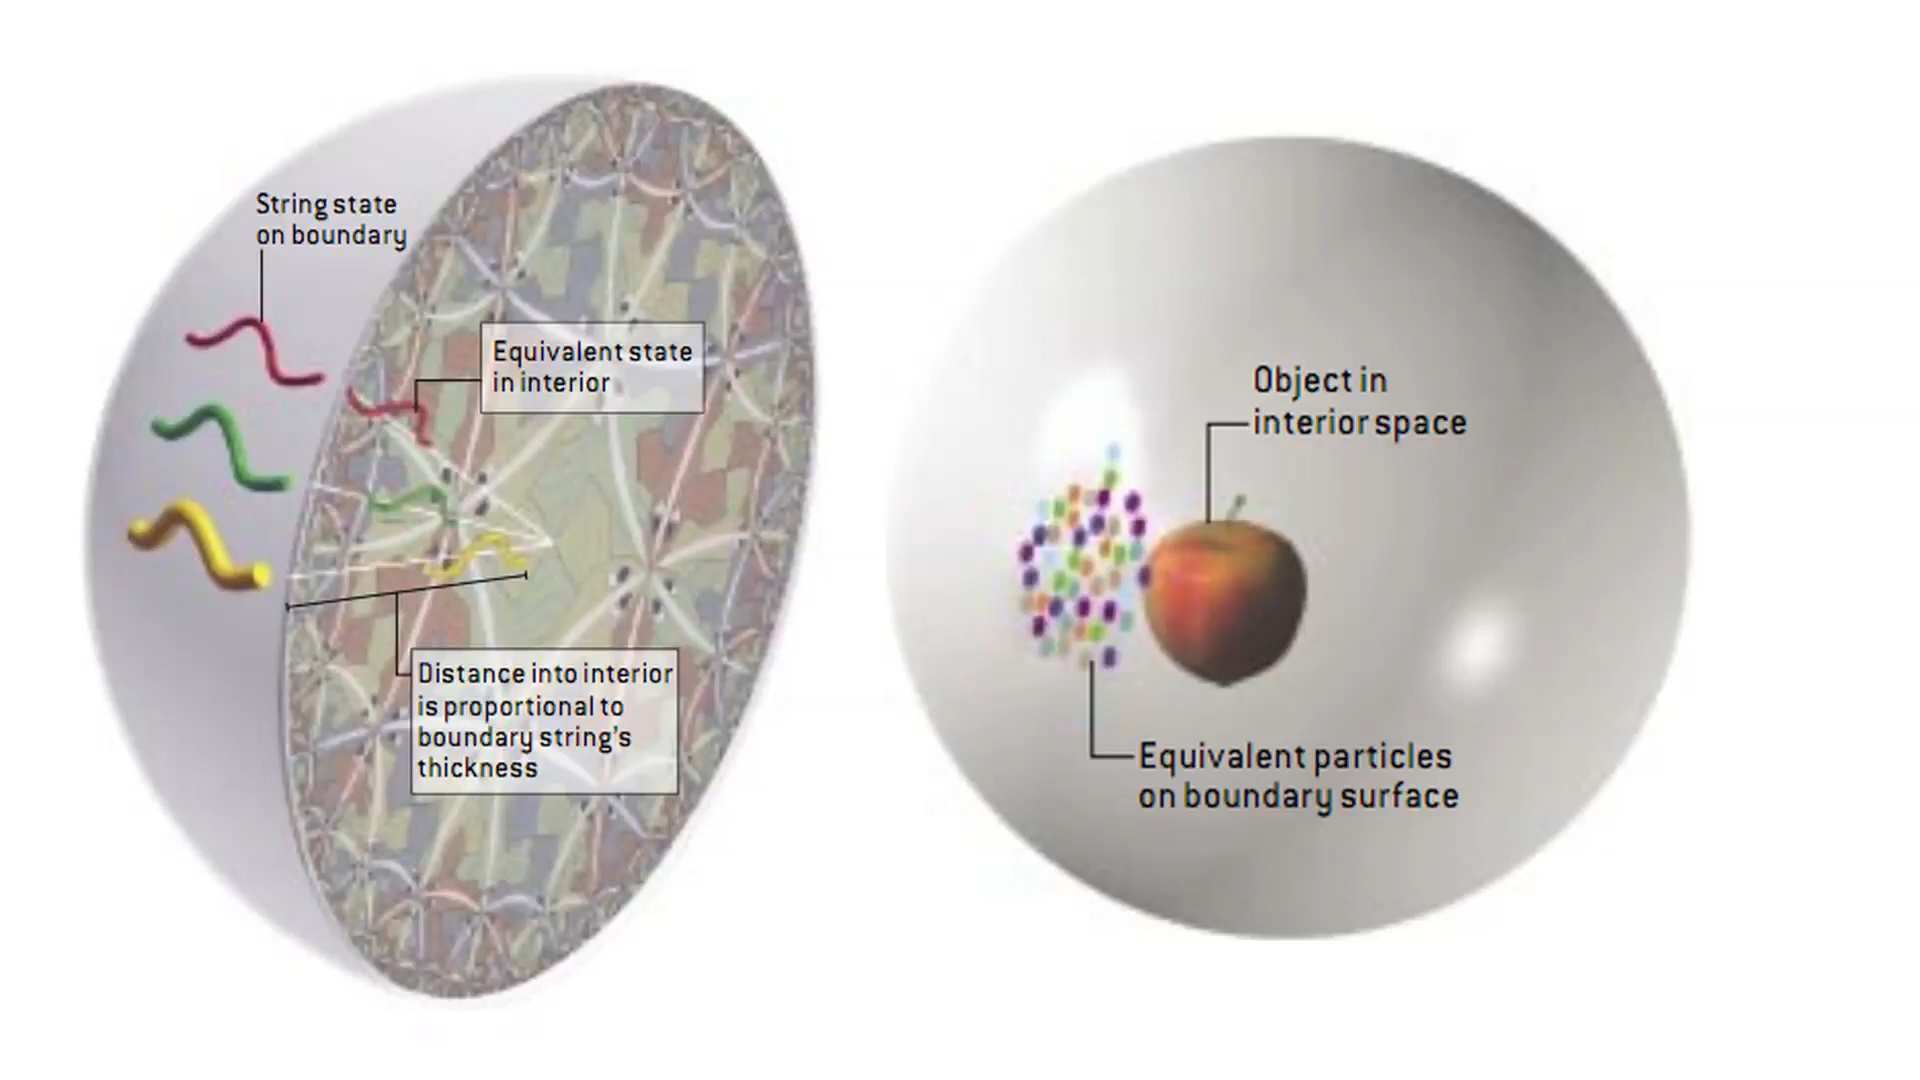 String state
on boundary
Equivalent state
in interior
Distance into interior
is proportional to
boundary string's
thickness
Object in
interior space
Equivalent particles
on boundary surface